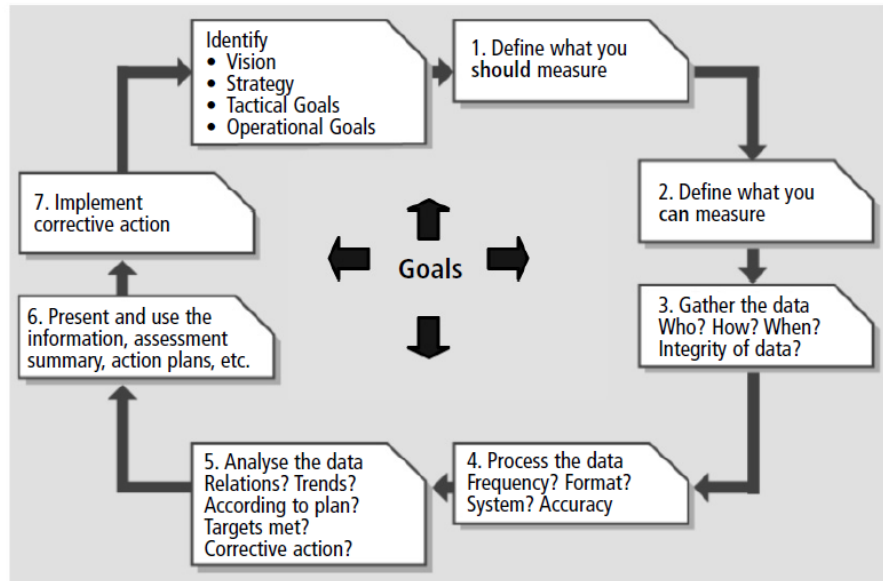 Identify
• Vision
• Strategy
• Tactical Goals
• Operational Goals
1. Define what you
should measure
2. Define what you
can measure
3. Gather the data
Who? How? When?
Integrity of data?
4. Process the data
Frequency? Format?
System? Accuracy
5. Analyse the data
Relations? Trends?
According to plan?
Targets met?
Corrective action?
6. Present and use the
information, assessment
summary, action plans, etc.
7. Implement
corrective action
Goals